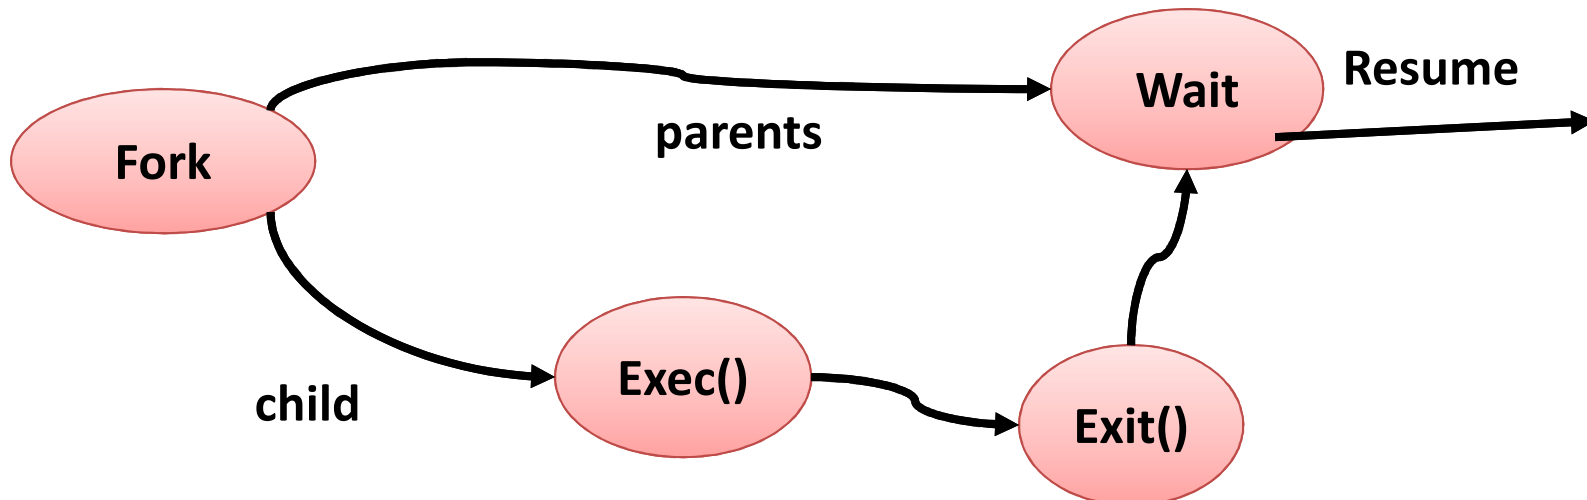 Fork
parents
Wait
Resume
child
Exec()
Exit()